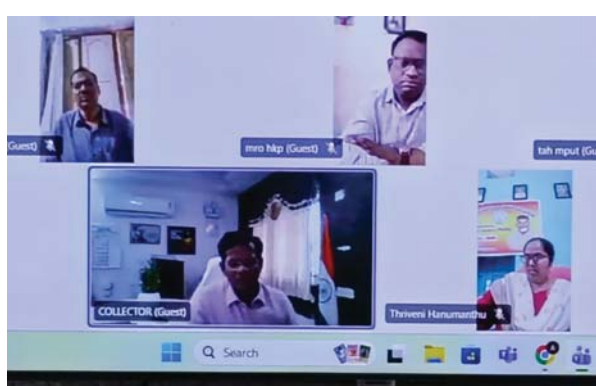 Guest)
mro hkp (Guest)
tah mput (Gu
COLLECTOR (Guest)
Thriveni Hanumanthu
Search